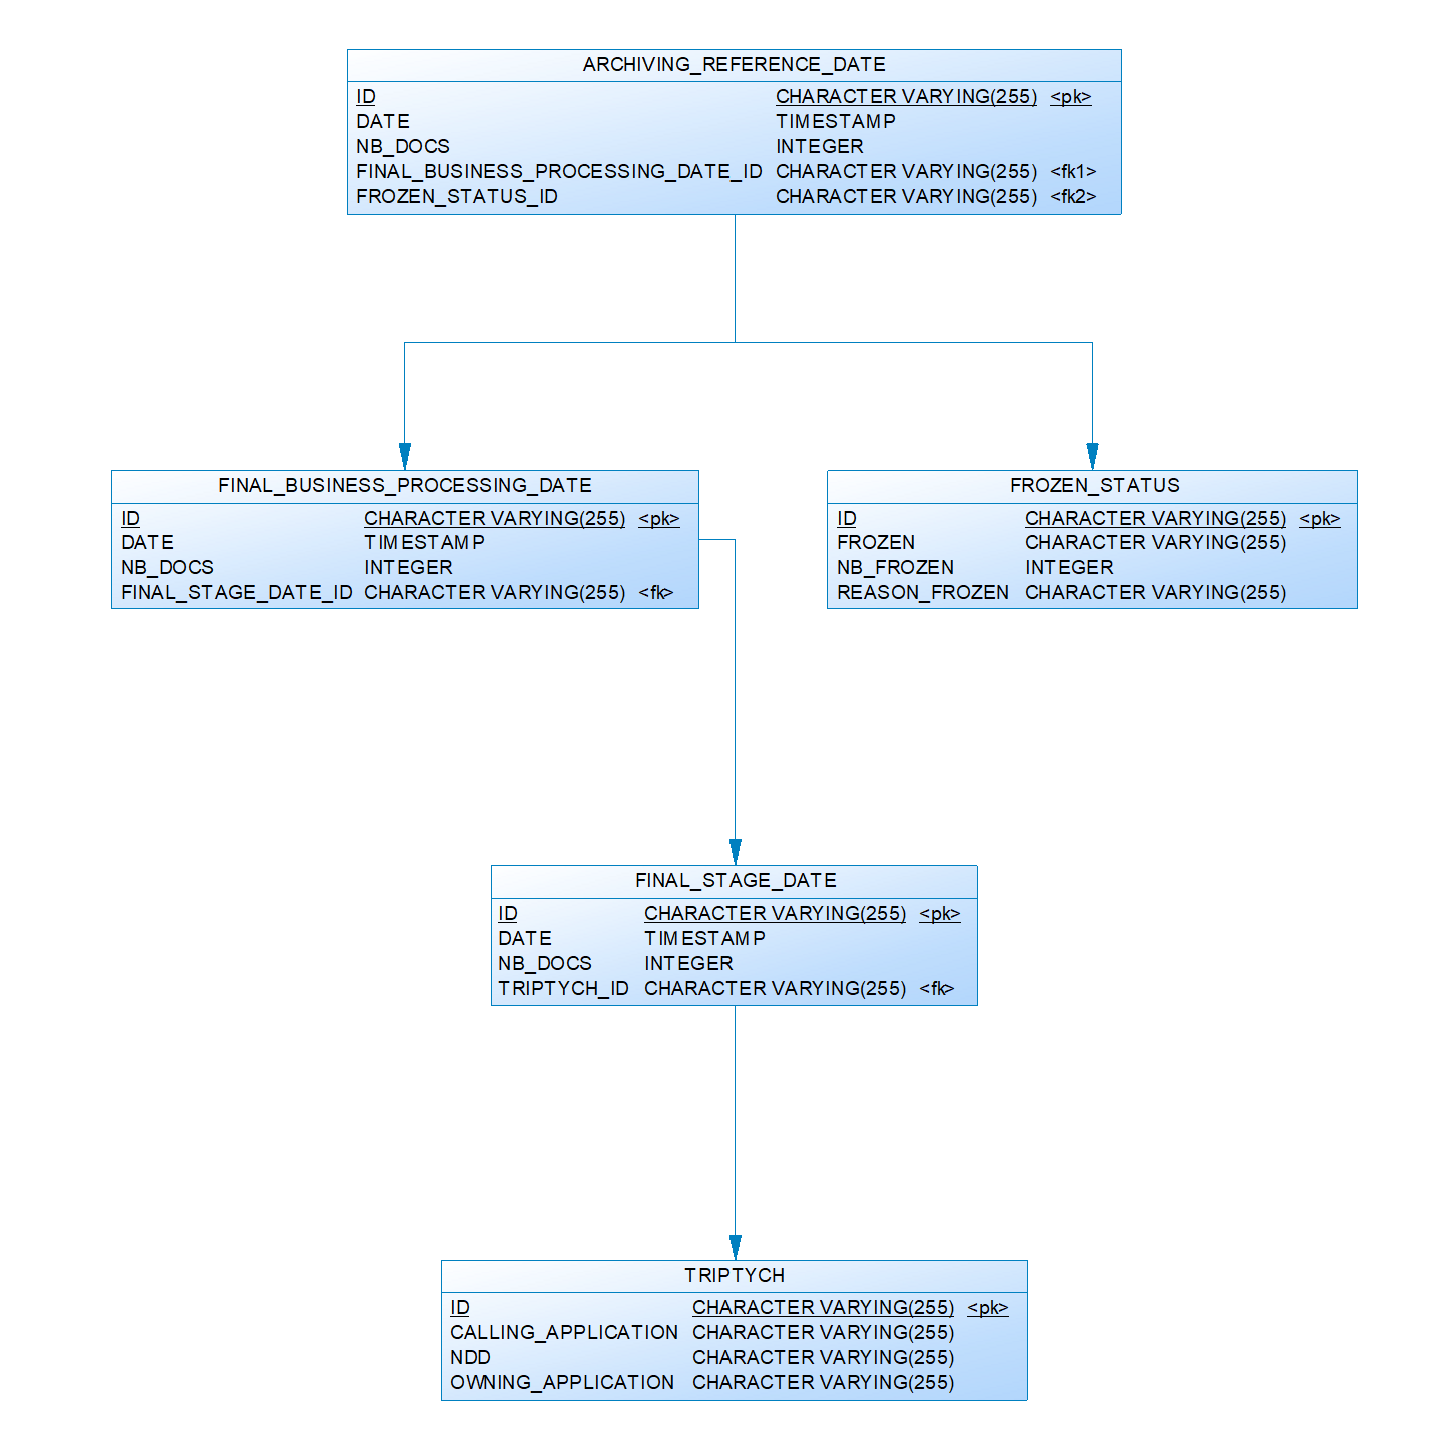 ARCHIVING_REFERENCE_DATE
ID CHARACTER VARYING(255) <pk>
DATE TIMESTAMP
NB_DOCS INTEGER
FINAL_BUSINESS_PROCESSING_DATE_ID CHARACTER VARYING(255) <fk1>
FROZEN_STATUS_ID CHARACTER VARYING(255) <fk2>
FINAL_BUSINESS_PROCESSING_DATE
ID CHARACTER VARYING(255) <pk>
DATE TIMESTAMP
NB_DOCS INTEGER
FINAL_STAGE_DATE_ID CHARACTER VARYING(255) <fk>
FROZEN_STATUS
ID CHARACTER VARYING(255) <pk>
FROZEN CHARACTER VARYING(255)
NB_FROZEN INTEGER
REASON_FROZEN CHARACTER VARYING(255)
FINAL_STAGE_DATE
ID CHARACTER VARYING(255) <pk>
DATE TIMESTAMP
NB_DOCS INTEGER
TRIPTYCH_ID CHARACTER VARYING(255) <fk>
TRIPTYCH
ID CHARACTER VARYING(255) <pk>
CALLING_APPLICATION CHARACTER VARYING(255)
NDD CHARACTER VARYING(255)
OWNING_APPLICATION CHARACTER VARYING(255)